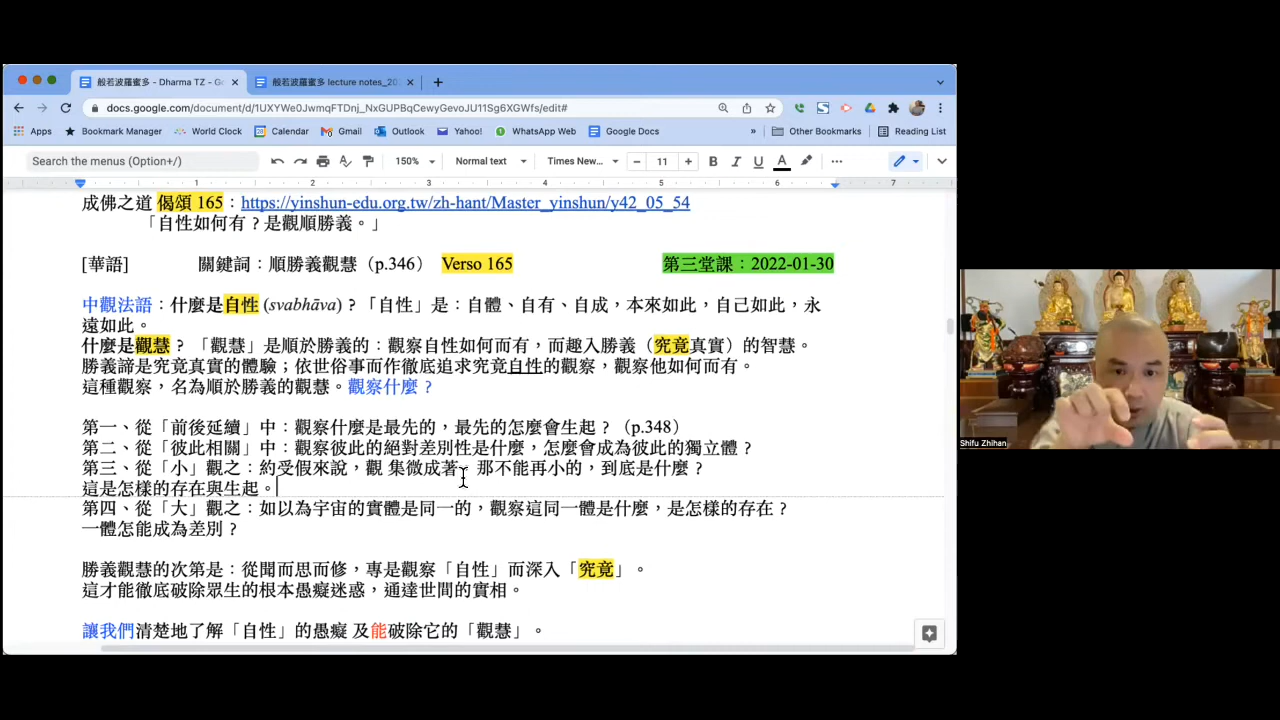 般若波羅蜜多 - Dharma TZ - G
般若波羅蜜多 lecture notes_20
docs.google.com/document/d/1UXYWe0JwmqFTDnj_NxGUPBqCewyGevoJU11Sg6XGWfs/edit#
Apps Bookmark Manager World Clock Calendar Gmail Outlook Yahoo! WhatsApp Web Google Docs » Other Bookmarks Reading List
Search the menus (Option+/) 150% Normal text Times New... − 11 + B I U A
1 2 3 4 5 6 7
成佛之道 偈頌 165：https://yinshun-edu.org.tw/zh-hant/Master_yinshun/y42_05_54
「自性如何有？是觀順勝義。」
[華語] 關鍵詞：順勝義觀慧（p.346） Verso 165 第三堂課：2022-01-30
中觀法語：什麼是自性 (svabhāva)？「自性」是：自體、自有、自成，本來如此，自己如此，永
遠如此。
什麼是觀慧？「觀慧」是順於勝義的：觀察自性如何而有，而趣入勝義（究竟真實）的智慧。
勝義諦是究竟真實的體驗；依世俗事而作徹底追求究竟自性的觀察，觀察他如何而有。
這種觀察，名為順於勝義的觀慧。觀察什麼？
第一、從「前後延續」中：觀察什麼是最先的，最先的怎麼會生起？（p.348）
第二、從「彼此相關」中：觀察彼此的絕對差別性是什麼，怎麼會成為彼此的獨立體？
第三、從「小」觀之：約受假來說，觀 集微成著， 那不能再小的，到底是什麼？
這是怎樣的存在與生起。
第四、從「大」觀之：如以為宇宙的實體是同一的，觀察這同一體是什麼，是怎樣的存在？
一體怎能成為差別？
勝義觀慧的次第是：從聞而思而修，專是觀察「自性」而深入「究竟」。
這才能徹底破除眾生的根本愚癡迷惑，通達世間的實相。
讓我們清楚地了解「自性」的愚癡 及能破除它的「觀慧」。
Shifu Zhihan